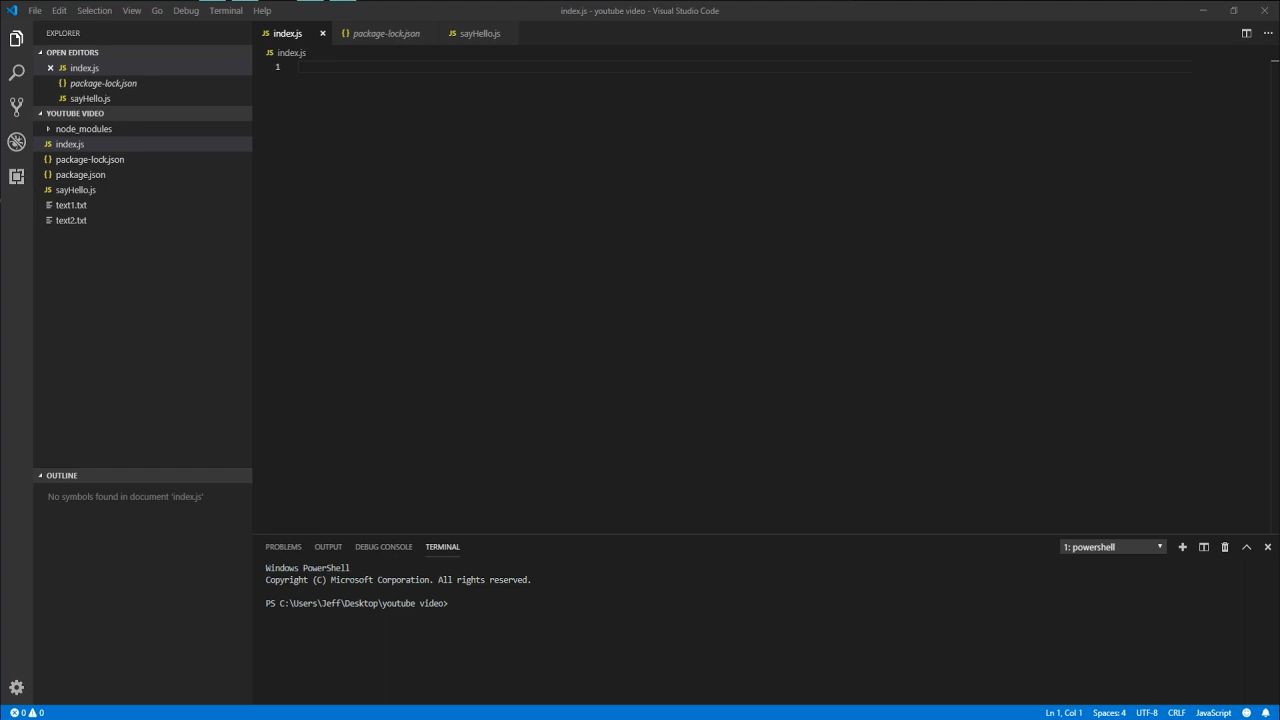 File Edit Selection View Go Debug Terminal Help index.js - youtube video - Visual Studio Code
EXPLORER
OPEN EDITORS
index.js
package-lock.json
sayHello.js
YOUTUBE VIDEO
node_modules
index.js
package-lock.json
package.json
sayHello.js
text1.txt
text2.txt
OUTLINE
No symbols found in document 'index.js'
JS index.js {} package-lock.json JS sayHello.js
JS index.js
1
PROBLEMS OUTPUT DEBUG CONSOLE TERMINAL 1: powershell
Windows PowerShell
Copyright (C) Microsoft Corporation. All rights reserved.
PS C:\Users\Jeff\Desktop\youtube video>
0 0 Ln 1, Col 1 Spaces: 4 UTF-8 CRLF JavaScript